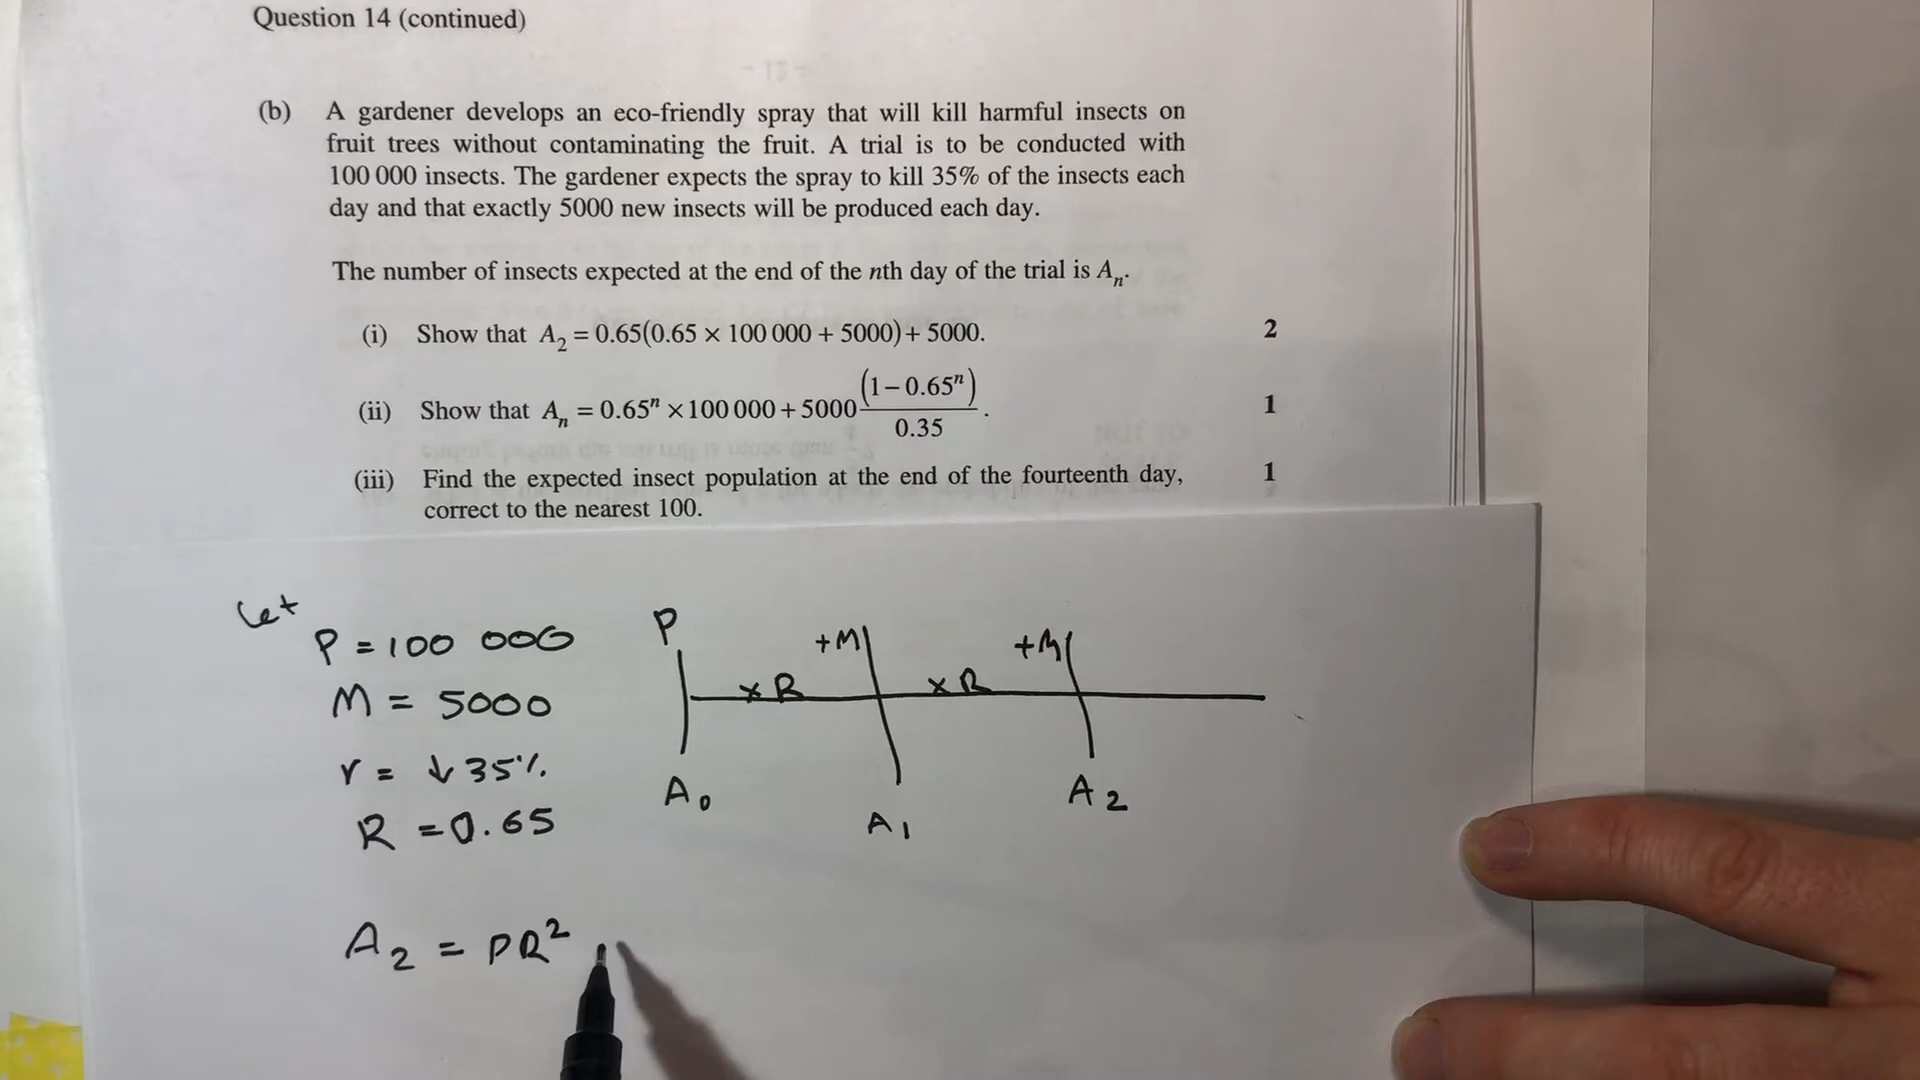 Question 14 (continued)
(b) A gardener develops an eco-friendly spray that will kill harmful insects on
fruit trees without contaminating the fruit. A trial is to be conducted with
100 000 insects. The gardener expects the spray to kill 35% of the insects each
day and that exactly 5000 new insects will be produced each day.
The number of insects expected at the end of the nth day of the trial is Aₙ.
(i) Show that A₂ = 0.65(0.65 × 100 000 + 5000) + 5000. 2
(ii) Show that Aₙ = 0.65ⁿ × 100 000 + 5000 (1 − 0.65ⁿ)/0.35 . 1
(iii) Find the expected insect population at the end of the fourteenth day, 1
correct to the nearest 100.
Let
P = 100 000
M = 5000
r = ↓ 35%
R = 0.65
P
+M +M
×R ×R
A₀ A₁ A₂
A₂ = PR²